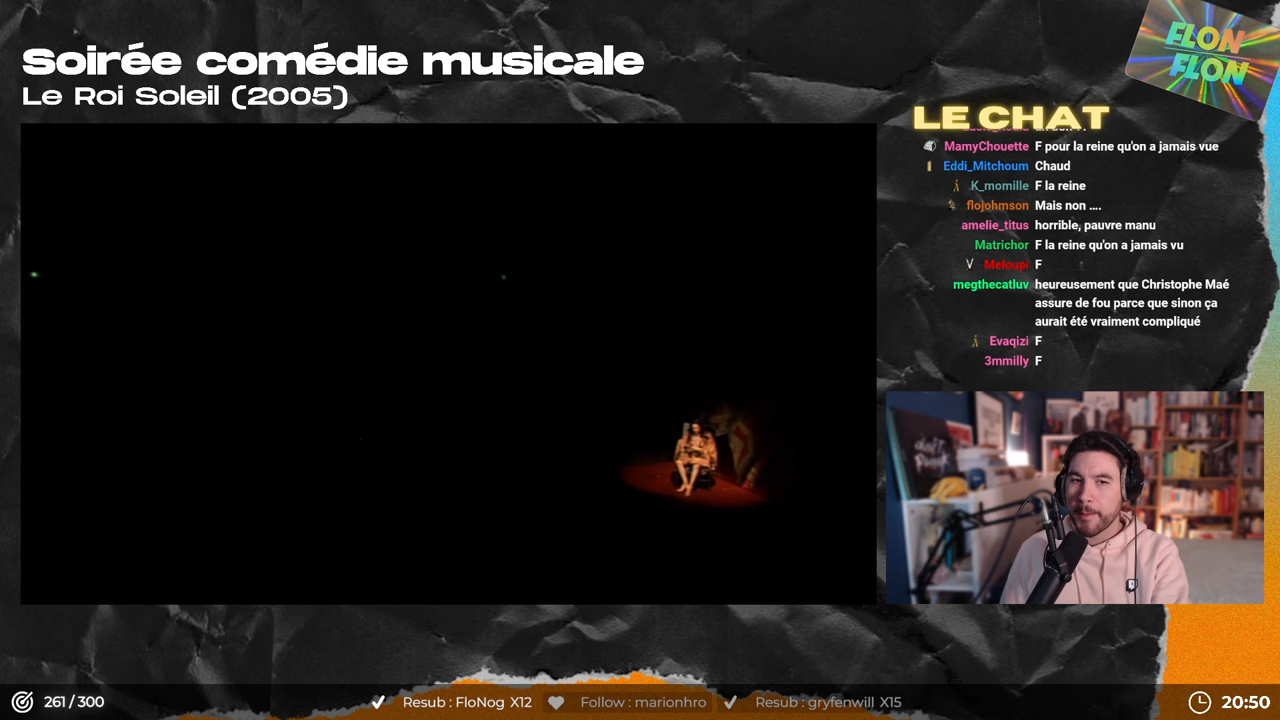 Soirée comédie musicale
Le Roi Soleil (2005)
FLON
FLON
LE CHAT
MamyChouette F pour la reine qu'on a jamais vue
Eddi_Mitchoum Chaud
K_momille F la reine
flojohmson Mais non ....
amelie_titus horrible, pauvre manu
Matrichor F la reine qu'on a jamais vu
Meloupi F
megthecatluv heureusement que Christophe Maé
assure de fou parce que sinon ça
aurait été vraiment compliqué
Evaqizi F
3mmilly F
daft
punk
261 / 300
Resub : FloNog X12
Follow : marionhro
Resub : gryfenwill X15
20:50